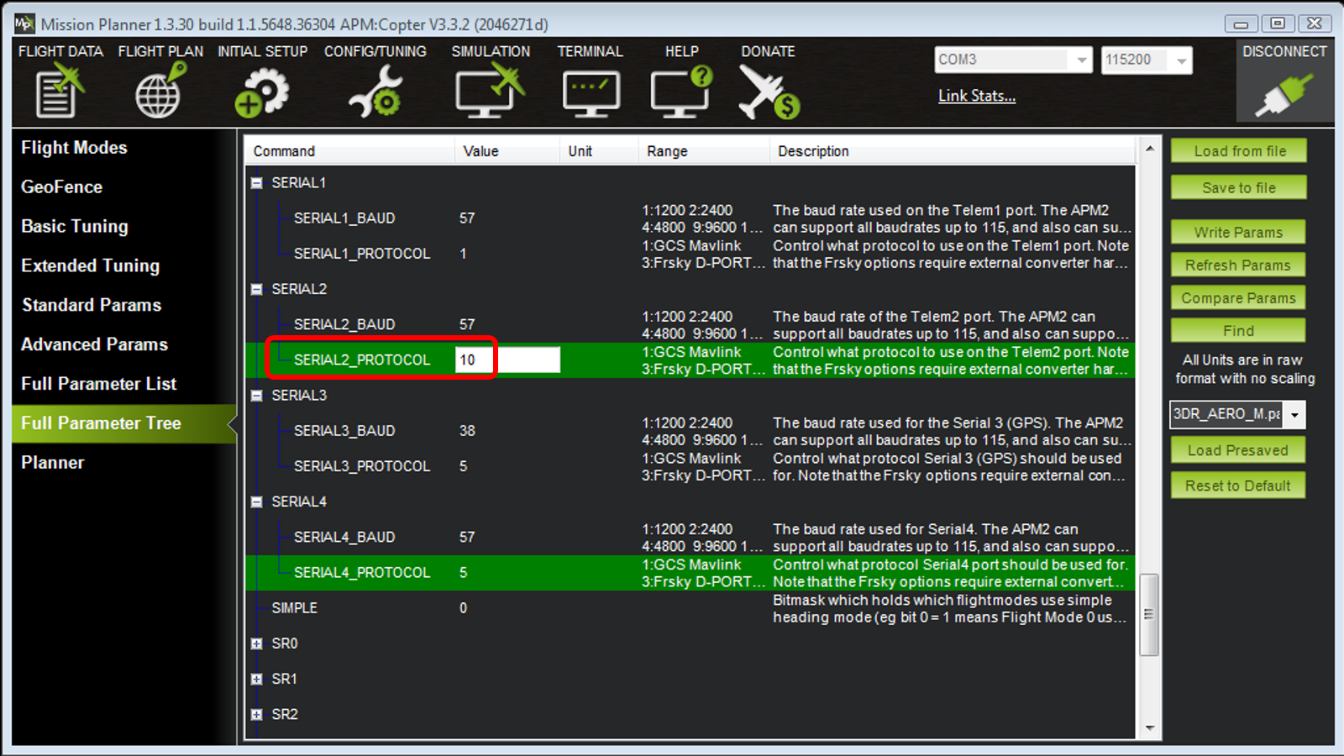 Mission Planner 1.3.30 build 1.1.5648.36304 APM:Copter V3.3.2 (2046271d)
FLIGHT DATA FLIGHT PLAN INITIAL SETUP CONFIG/TUNING SIMULATION TERMINAL HELP DONATE
COM3 115200 DISCONNECT
Link Stats...
Flight Modes
GeoFence
Basic Tuning
Extended Tuning
Standard Params
Advanced Params
Full Parameter List
Full Parameter Tree
Planner
Command Value Unit Range Description
SERIAL1
SERIAL1_BAUD 57 1:1200 2:2400 The baud rate used on the Telem1 port. The APM2
4:4800 9:9600 1... can support all baudrates up to 115, and also can su...
SERIAL1_PROTOCOL 1 1:GCS Mavlink Control what protocol to use on the Telem1 port. Note
3:Frsky D-PORT... that the Frsky options require external converter har...
SERIAL2
SERIAL2_BAUD 57 1:1200 2:2400 The baud rate of the Telem2 port. The APM2 can
4:4800 9:9600 1... support all baudrates up to 115, and also can suppo...
SERIAL2_PROTOCOL 10 1:GCS Mavlink Control what protocol to use on the Telem2 port. Note
3:Frsky D-PORT... that the Frsky options require external converter har...
SERIAL3
SERIAL3_BAUD 38 1:1200 2:2400 The baud rate used for the Serial 3 (GPS). The APM2
4:4800 9:9600 1... can support all baudrates up to 115, and also can su...
SERIAL3_PROTOCOL 5 1:GCS Mavlink Control what protocol Serial 3 (GPS) should be used
3:Frsky D-PORT... for. Note that the Frsky options require external con...
SERIAL4
SERIAL4_BAUD 57 1:1200 2:2400 The baud rate used for Serial4. The APM2 can
4:4800 9:9600 1... support all baudrates up to 115, and also can suppo...
SERIAL4_PROTOCOL 5 1:GCS Mavlink Control what protocol Serial4 port should be used for.
3:Frsky D-PORT... Note that the Frsky options require external convert...
SIMPLE 0 Bitmask which holds which flight modes use simple
heading mode (eg bit 0 = 1 means Flight Mode 0 us...
SR0
SR1
SR2
Load from file
Save to file
Write Params
Refresh Params
Compare Params
Find
All Units are in raw
format with no scaling
3DR_AERO_M.pa
Load Presaved
Reset to Default